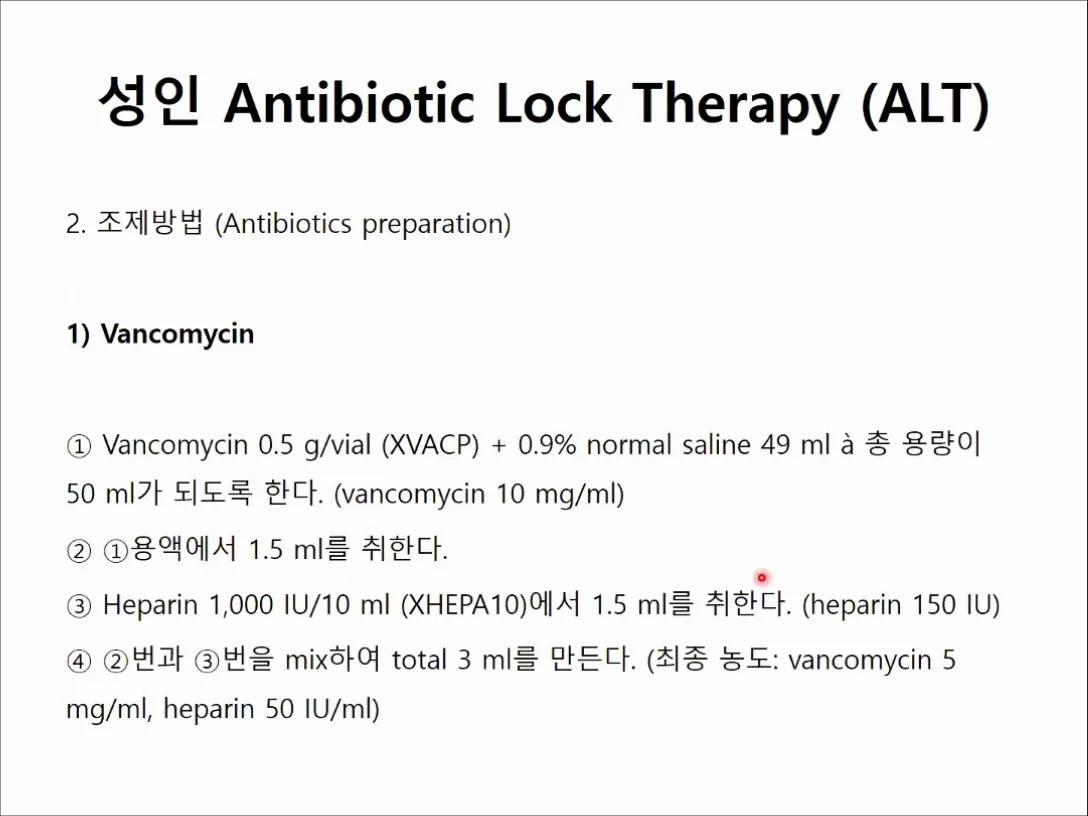 성인 Antibiotic Lock Therapy (ALT)
2. 조제방법 (Antibiotics preparation)
1) Vancomycin
① Vancomycin 0.5 g/vial (XVACP) + 0.9% normal saline 49 ml à 총 용량이
50 ml가 되도록 한다. (vancomycin 10 mg/ml)
② ①용액에서 1.5 ml를 취한다.
③ Heparin 1,000 IU/10 ml (XHEPA10)에서 1.5 ml를 취한다. (heparin 150 IU)
④ ②번과 ③번을 mix하여 total 3 ml를 만든다. (최종 농도: vancomycin 5
mg/ml, heparin 50 IU/ml)